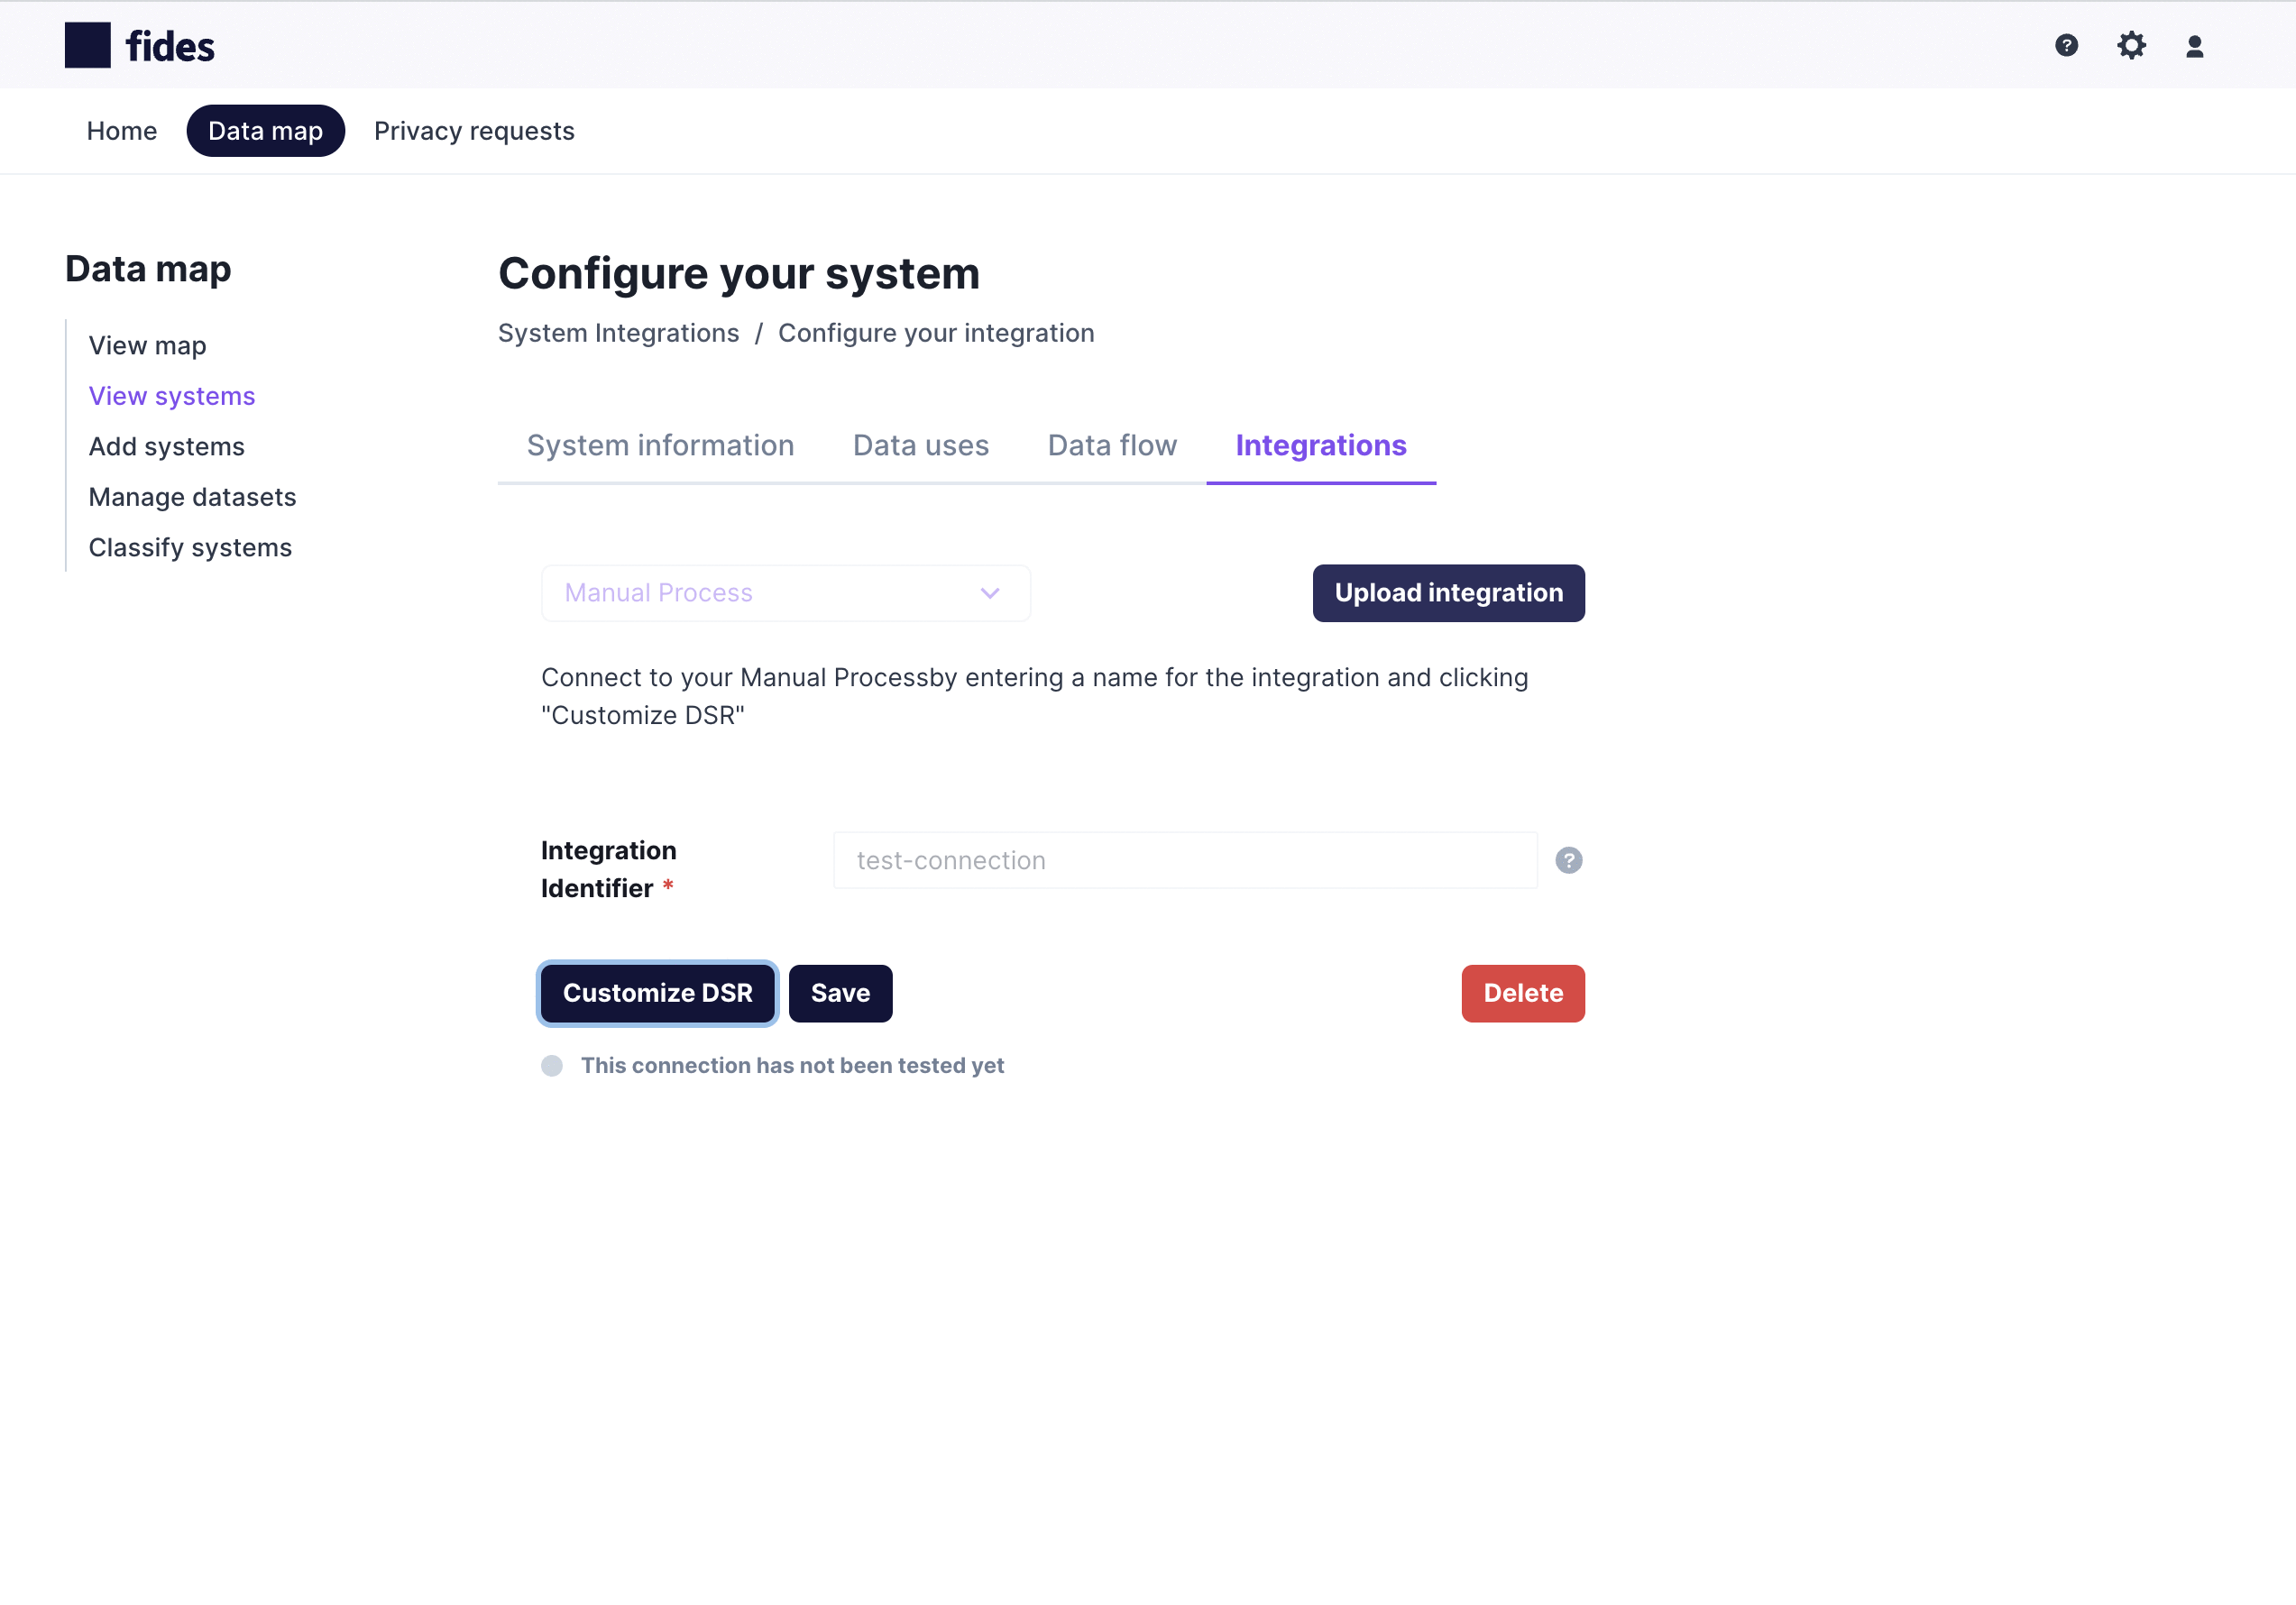 fides
?
Home
Data map
Privacy requests
Data map
View map
View systems
Add systems
Manage datasets
Classify systems
Configure your system
System Integrations / Configure your integration
System information
Data uses
Data flow
Integrations
Manual Process
Upload integration
Connect to your Manual Processby entering a name for the integration and clicking
"Customize DSR"
Integration
Identifier *
test-connection
?
Customize DSR
Save
Delete
This connection has not been tested yet